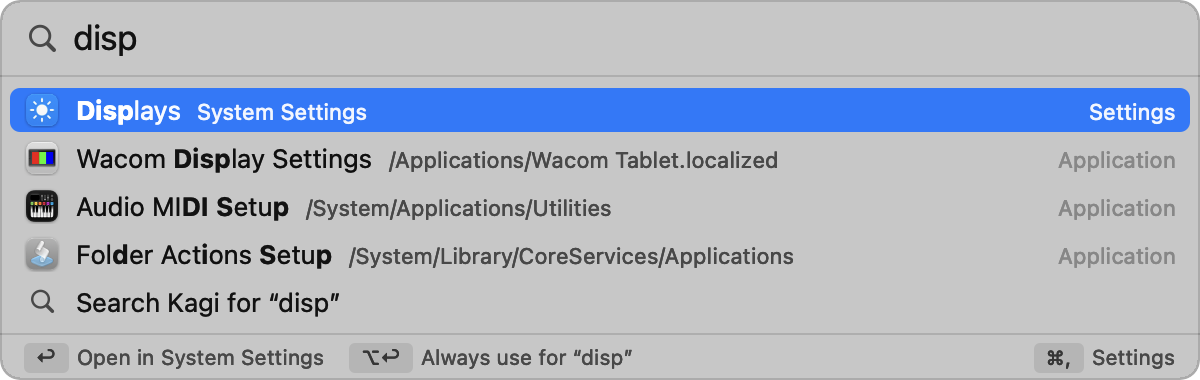 disp
Displays System Settings Settings
Wacom Display Settings /Applications/Wacom Tablet.localized Application
Audio MIDI Setup /System/Applications/Utilities Application
Folder Actions Setup /System/Library/CoreServices/Applications Application
Search Kagi for “disp”
↩ Open in System Settings ⌥↩ Always use for “disp” ⌘, Settings